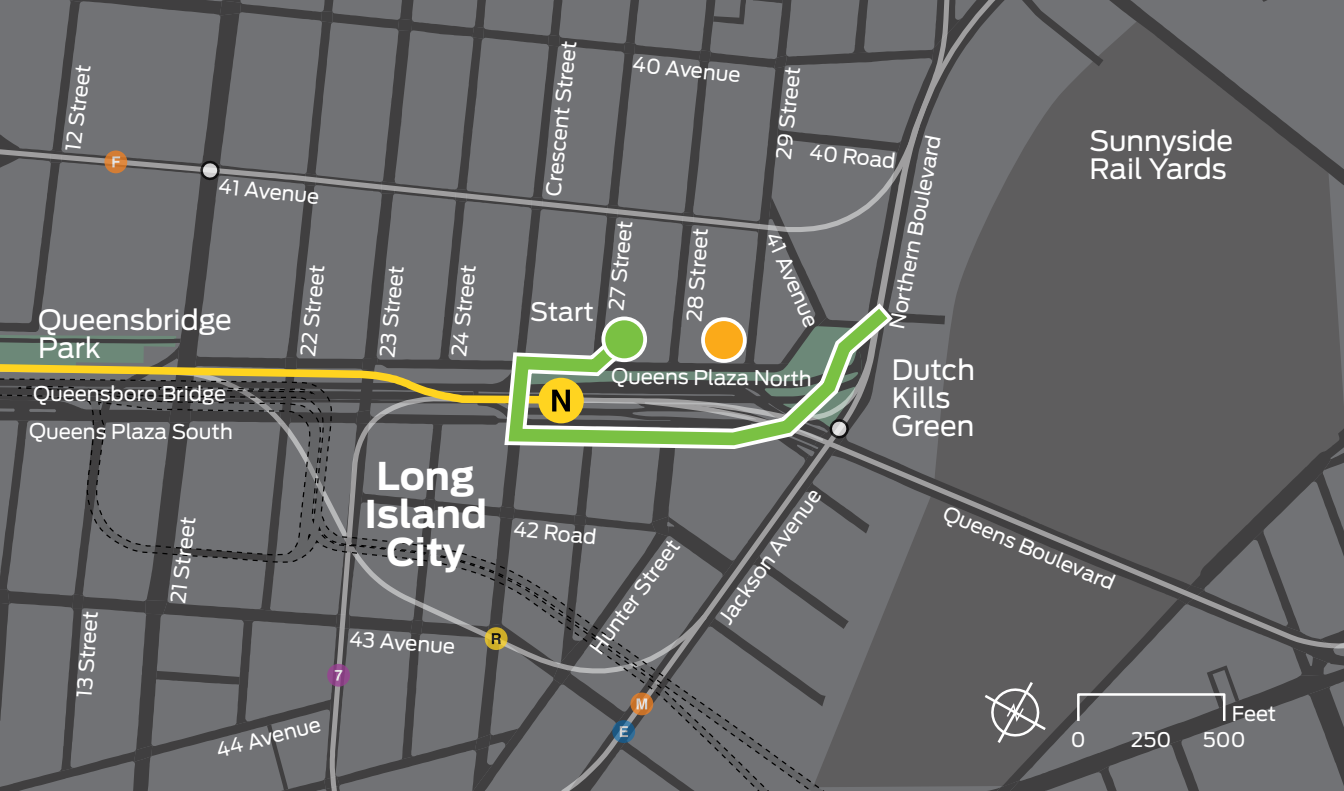 40 Avenue
12 Street
Crescent Street
29 Street
Sunnyside
Rail Yards
40 Road
F
41 Avenue
Northern Boulevard
27 Street
28 Street
41 Avenue
22 Street
23 Street
24 Street
Start
Queensbridge
Park
Queens Plaza North
Queensboro Bridge
N
Dutch
Kills
Green
Queens Plaza South
Long
Island
City
42 Road
Queens Boulevard
Jackson Avenue
Hunter Street
21 Street
13 Street
43 Avenue
R
7
M
E
44 Avenue
N
Feet
0 250 500